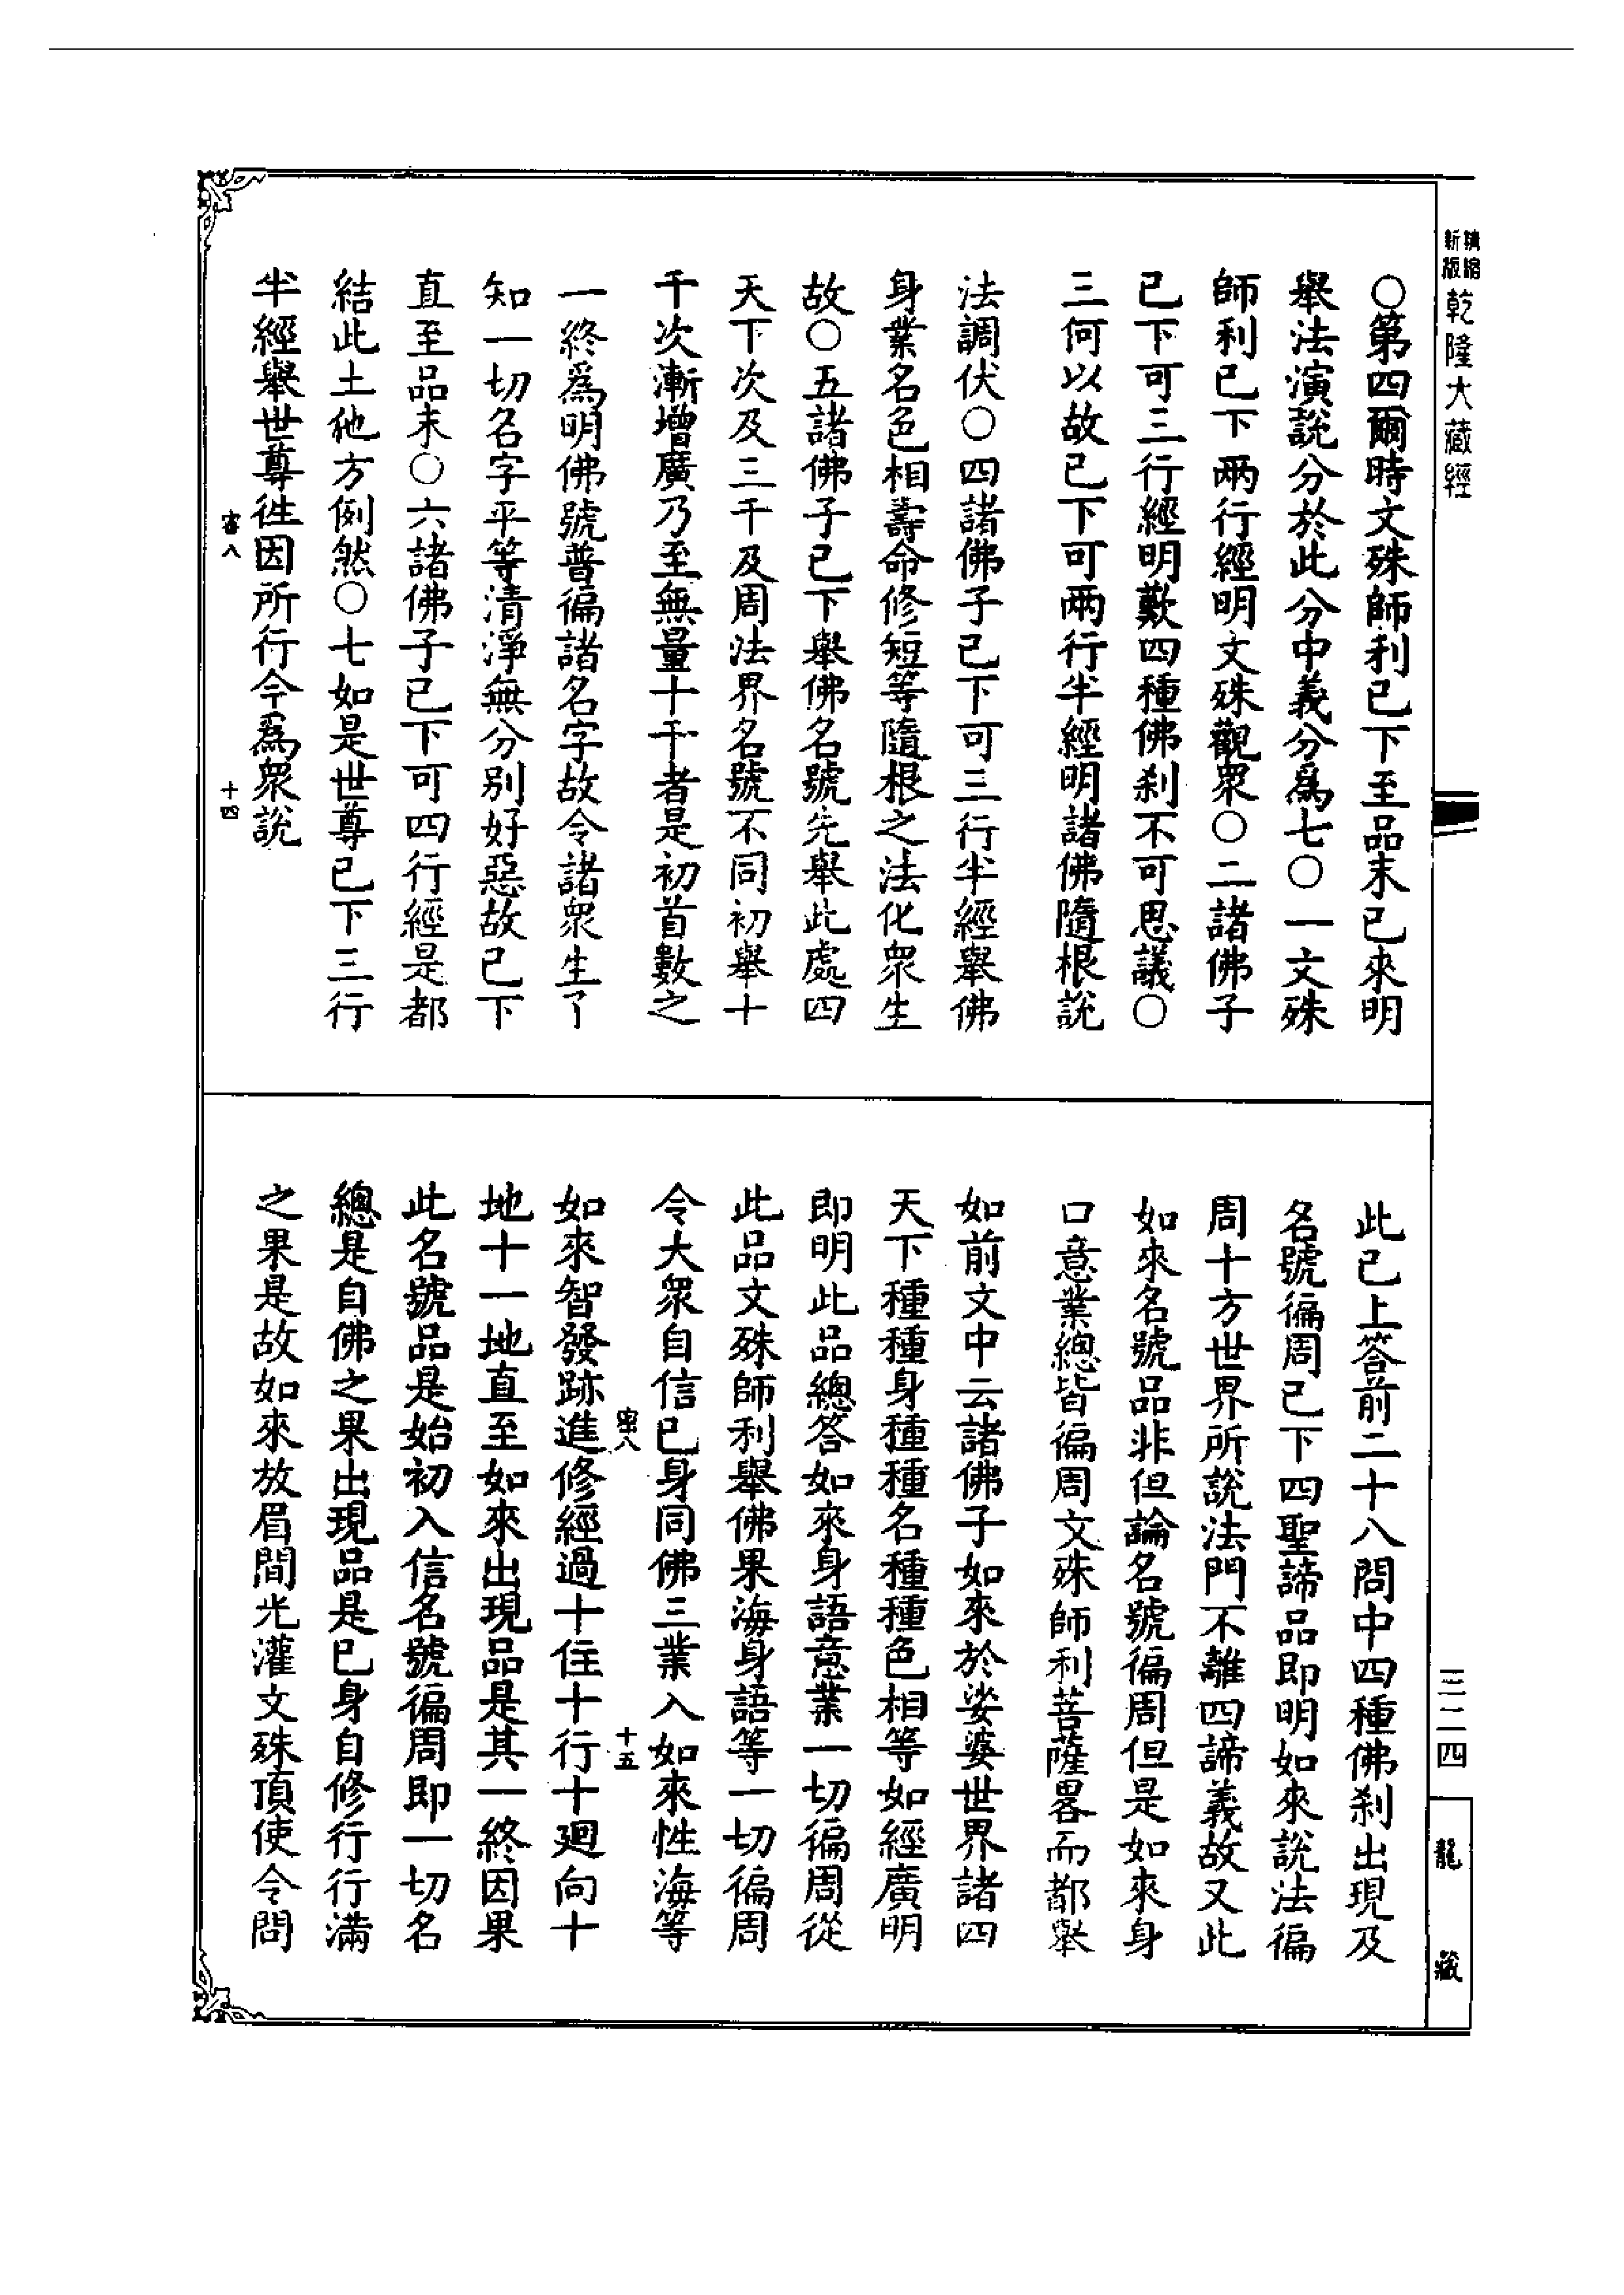 新版精縮乾隆大藏經
〇第四爾時文殊師利已下至品末已來明
舉法演說分於此分中義分爲七〇一文殊
師利已下兩行經明文殊觀衆〇二諸佛子
已下可三行經明歎四種佛刹不可思議〇
三何以故已下可兩行半經明諸佛隨根說
法調伏〇四諸佛子已下可三行半經舉佛
身業名色相壽命修短等隨根之法化衆生
故〇五諸佛子已下舉佛名號先舉此處四
天下次及三千及周法界名號不同初舉十
千次漸增廣乃至無量十千者是初首數之
一終爲明佛號普徧諸名字故令諸衆生了
知一切名字平等清淨無分別好惡故已下
直至品末〇六諸佛子已下可四行經是都
結此土他方例然〇七如是世尊已下三行
半經舉世尊徃因所行今爲衆說
密八
十四
此已上答前二十八問中四種佛刹出現及
名號徧周已下四聖諦品即明如來說法徧
周十方世界所說法門不離四諦義故又此
如來名號品非但論名號徧周但是如來身
口意業總皆徧周文殊師利菩薩畧而都舉
如前文中云諸佛子如來於娑婆世界諸四
天下種種身種種名種種色相等如經廣明
即明此品總答如來身語意業一切徧周從
此品文殊師利舉佛果海身語等一切徧周
令大衆自信已身同佛三業入如來性海等
密八
十五
如來智發跡進修經過十住十行十廻向十
地十一地直至如來出現品是其一終因果
此名號品是始初入信名號徧周即一切名
總是自佛之果出現品是已身自修行行滿
之果是故如來放眉間光灌文殊頂使令問
三二四
龍藏